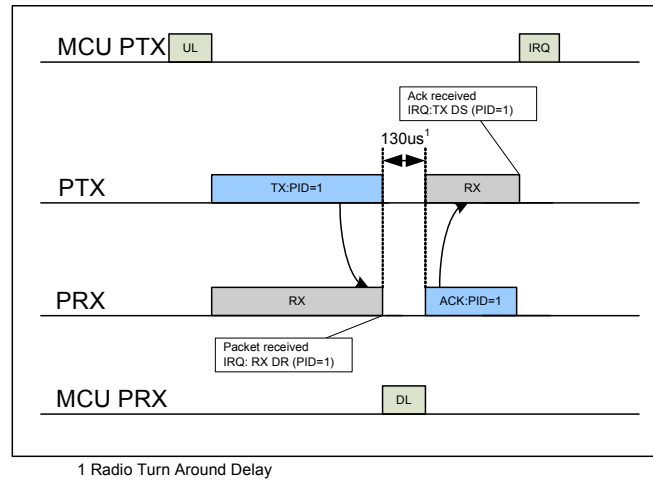 MCU PTX
UL
IRQ
Ack received
IRQ:TX DS (PID=1)
130us1
PTX
TX:PID=1
RX
PRX
RX
ACK:PID=1
Packet received
IRQ: RX DR (PID=1)
MCU PRX
DL
1 Radio Turn Around Delay